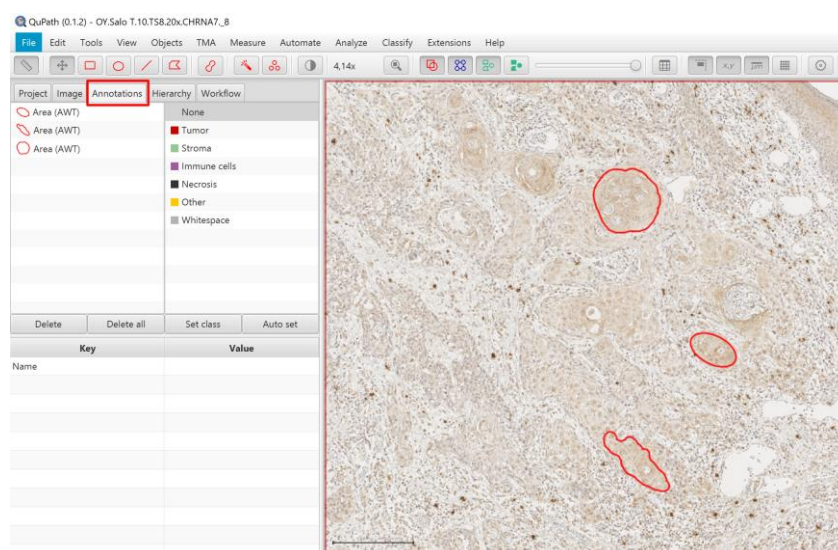 QuPath (0.1.2) - OY.Salo T.10.TS8.20x.CHRNA7._8
File Edit Tools View Objects TMA Measure Automate Analyze Classify Extensions Help
4,14x x,y μm
Project Image Annotations Hierarchy Workflow
Area (AWT) None
Area (AWT) Tumor
Area (AWT) Stroma
Immune cells
Necrosis
Other
Whitespace
Delete Delete all Set class Auto set
Key Value
Name